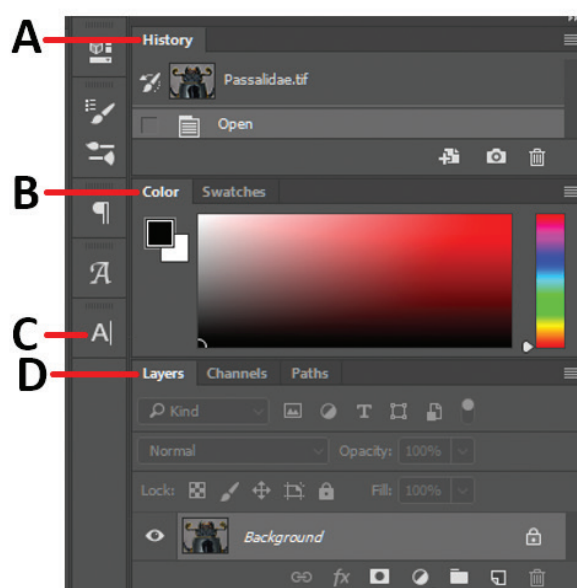 A
History
Passalidae.tif
Open
B
Color Swatches
¶
A
C
A|
D
Layers Channels Paths
Kind
T
Normal Opacity: 100%
Lock: Fill: 100%
Background
fx